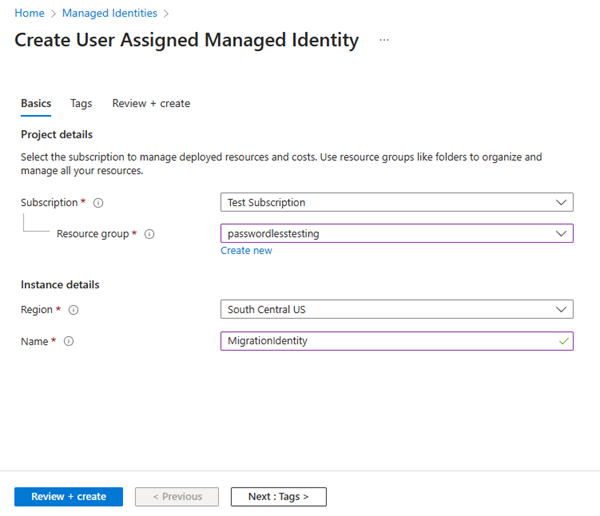 Home > Managed Identities >
Create User Assigned Managed Identity ...
Basics Tags Review + create
Project details
Select the subscription to manage deployed resources and costs. Use resource groups like folders to organize and
manage all your resources.
Subscription * Test Subscription
Resource group * passwordlesstesting
Create new
Instance details
Region * South Central US
Name * MigrationIdentity
Review + create < Previous Next : Tags >